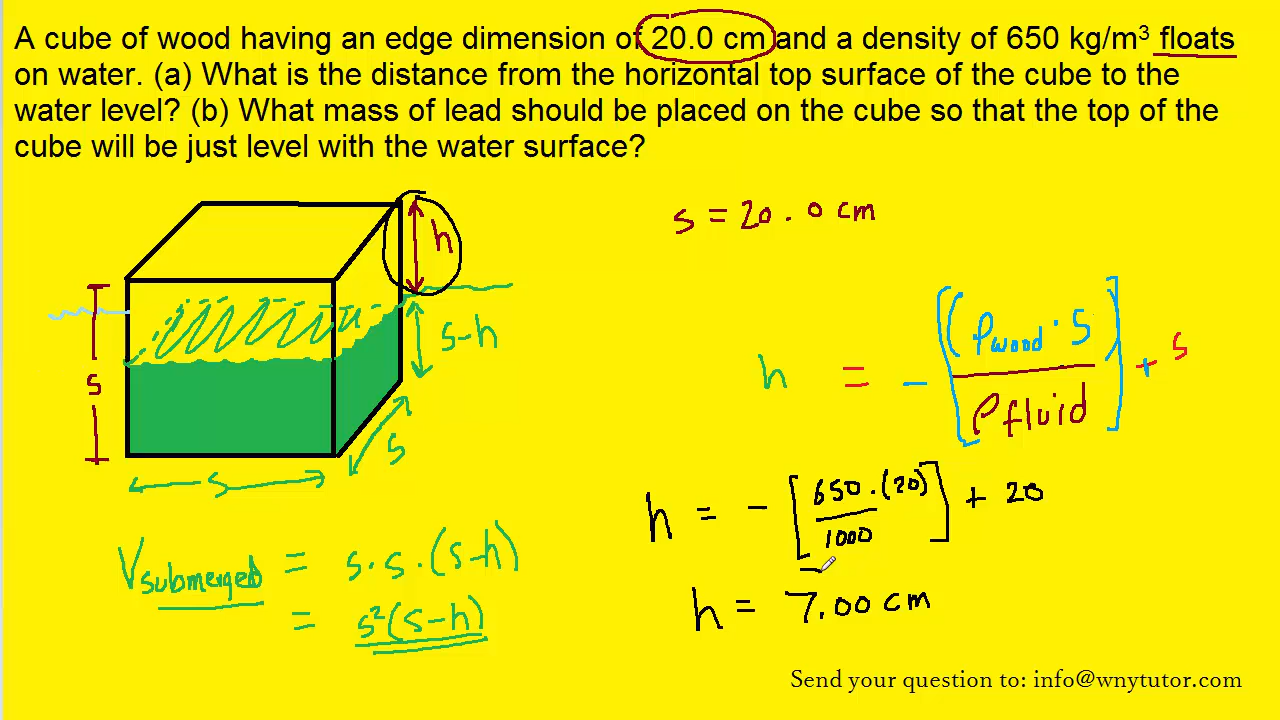 A cube of wood having an edge dimension of 20.0 cm and a density of 650 kg/m³ floats
on water. (a) What is the distance from the horizontal top surface of the cube to the
water level? (b) What mass of lead should be placed on the cube so that the top of the
cube will be just level with the water surface?
h
s = 20.0 cm
s-h
s
s
s
h = -[(ρwood · s)/ρfluid] + s
h = -[650·(20)/1000] + 20
h = 7.00 cm
Vsubmerged = s·s·(s-h)
= s²(s-h)
Send your question to: info@wnytutor.com